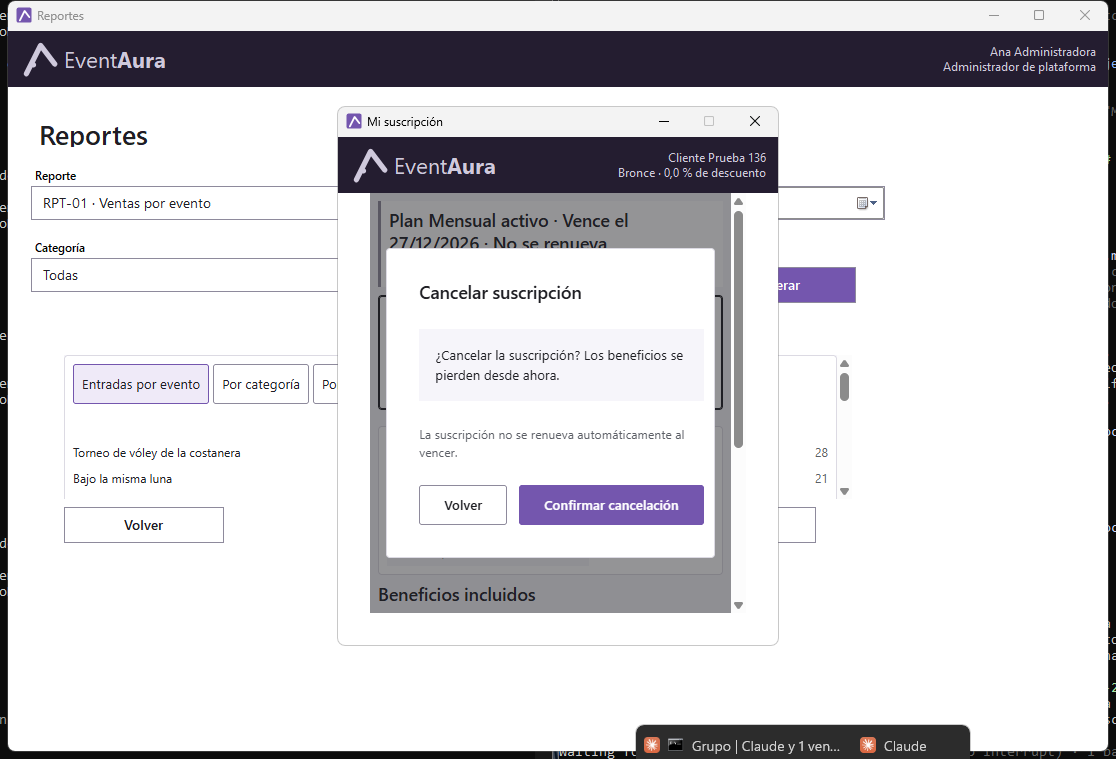 Reportes
EventAura
Ana Administradora
Administrador de plataforma
Reportes
Reporte
RPT-01 · Ventas por evento
Categoría
Todas
erar
Entradas por evento
Por categoría
Po
Torneo de vóley de la costanera
28
Bajo la misma luna
21
Volver
Mi suscripción
EventAura
Cliente Prueba 136
Bronce · 0,0 % de descuento
Plan Mensual activo · Vence el
27/12/2026 · No se renueva
Cancelar suscripción
¿Cancelar la suscripción? Los beneficios se
pierden desde ahora.
La suscripción no se renueva automáticamente al
vencer.
Volver
Confirmar cancelación
Beneficios incluidos
Grupo | Claude y 1 ven...
Claude